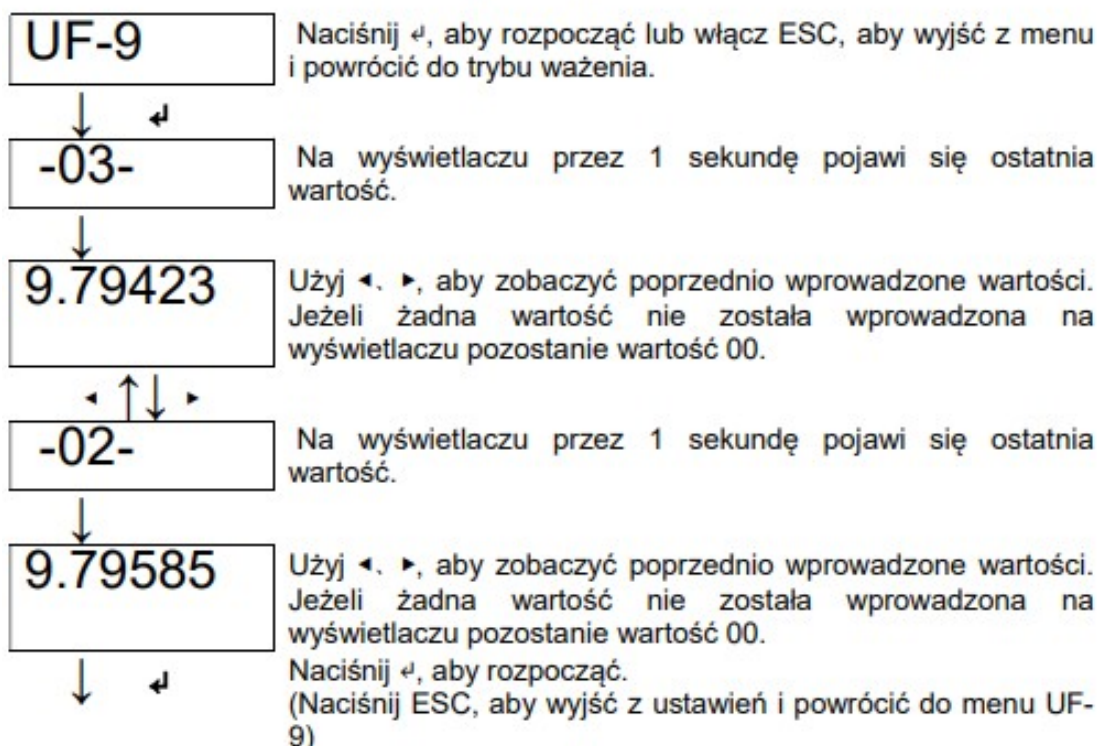 UF-9
Naciśnij ↲, aby rozpocząć lub włącz ESC, aby wyjść z menu
i powrócić do trybu ważenia.
↓ ↲
-03-
Na wyświetlaczu przez 1 sekundę pojawi się ostatnia
wartość.
↓
9.79423
Użyj ◂、▸, aby zobaczyć poprzednio wprowadzone wartości.
Jeżeli żadna wartość nie została wprowadzona na
wyświetlaczu pozostanie wartość 00.
◂ ↑↓ ▸
-02-
Na wyświetlaczu przez 1 sekundę pojawi się ostatnia
wartość.
↓
9.79585
Użyj ◂、▸, aby zobaczyć poprzednio wprowadzone wartości.
Jeżeli żadna wartość nie została wprowadzona na
wyświetlaczu pozostanie wartość 00.
↓ ↲
Naciśnij ↲, aby rozpocząć.
(Naciśnij ESC, aby wyjść z ustawień i powrócić do menu UF-
9)